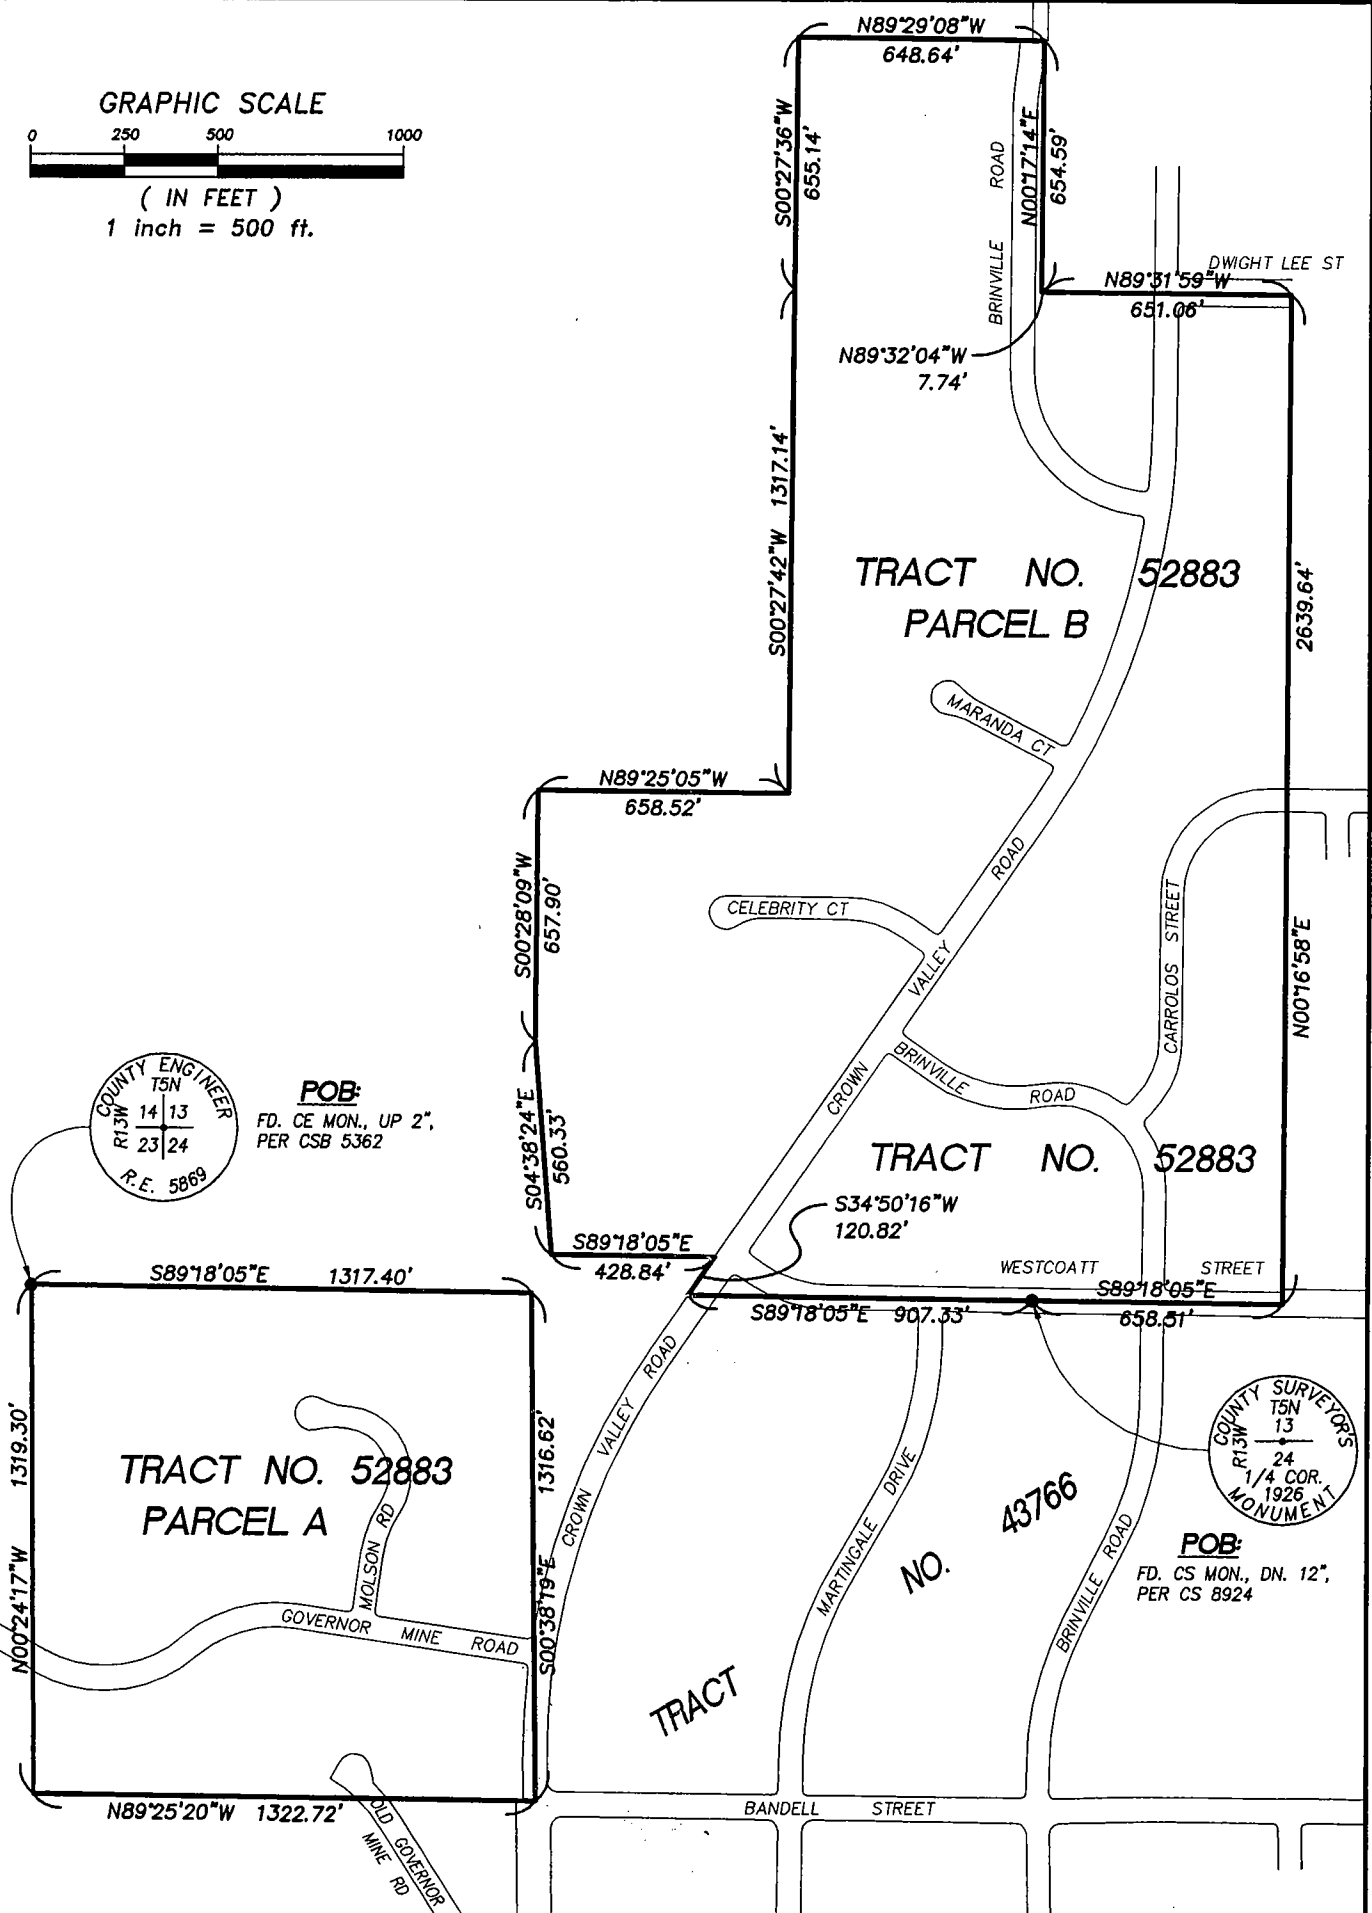 N89°29'08"W
648.64'
GRAPHIC SCALE
0 250 500 1000
( IN FEET )
1 inch = 500 ft.
S00°27'36"W
655.14'
BRINVILLE ROAD
N00°17'14"E
654.59'
DWIGHT LEE ST
N89°31'59"W
651.06'
N89°32'04"W
7.74'
S00°27'42"W 1317.14'
TRACT NO. 52883
PARCEL B
2639.64'
N00°16'58"E
MARANDA CT
N89°25'05"W
658.52'
S00°28'09"W
657.90'
CELEBRITY CT
CROWN VALLEY ROAD
CARROLOS STREET
BRINVILLE ROAD
COUNTY ENGINEER
T5N
R13W
14 13
23 24
R.E. 5869
POB:
FD. CE MON., UP 2",
PER CSB 5362
S04°38'24"E
560.33'
TRACT NO. 52883
S34°50'16"W
120.82'
S89°18'05"E
428.84'
WESTCOATT STREET
S89°18'05"E 907.33'
S89°18'05"E
658.51'
S89°18'05"E 1317.40'
1319.30'
N00°24'17"W
1316.62'
S00°38'19"E
TRACT NO. 52883
PARCEL A
MOLSON RD
GOVERNOR MINE ROAD
CROWN VALLEY ROAD
MARTINGALE DRIVE
BRINVILLE ROAD
TRACT NO. 43766
COUNTY SURVEYOR'S
T5N
R13W
13
24
1/4 COR.
1926
MONUMENT
POB:
FD. CS MON., DN. 12",
PER CS 8924
N89°25'20"W 1322.72'
OLD GOVERNOR
MINE RD
BANDELL STREET